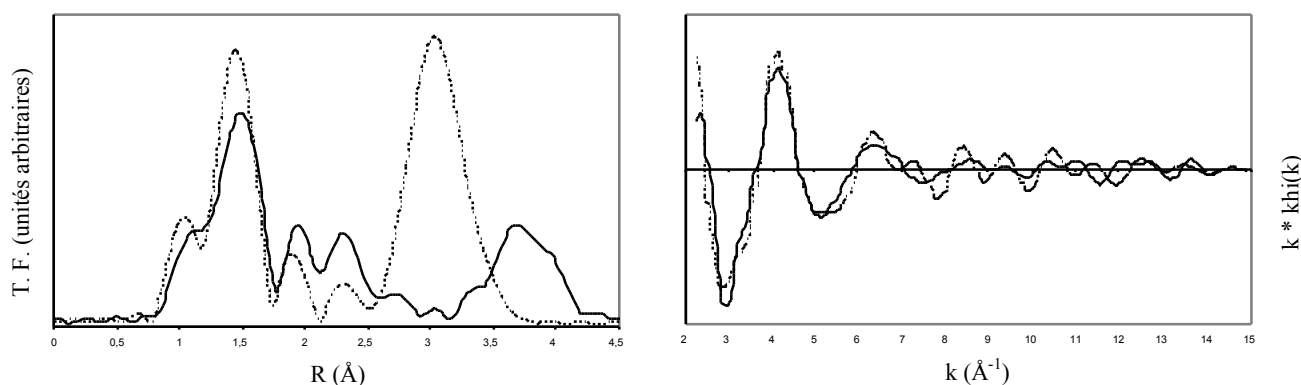 T. F. (unités arbitraires)
0 0,5 1 1,5 2 2,5 3 3,5 4 4,5
R (Å)
2 3 4 5 6 7 8 9 10 11 12 13 14 15
k (Å-1)
k * khi(k)